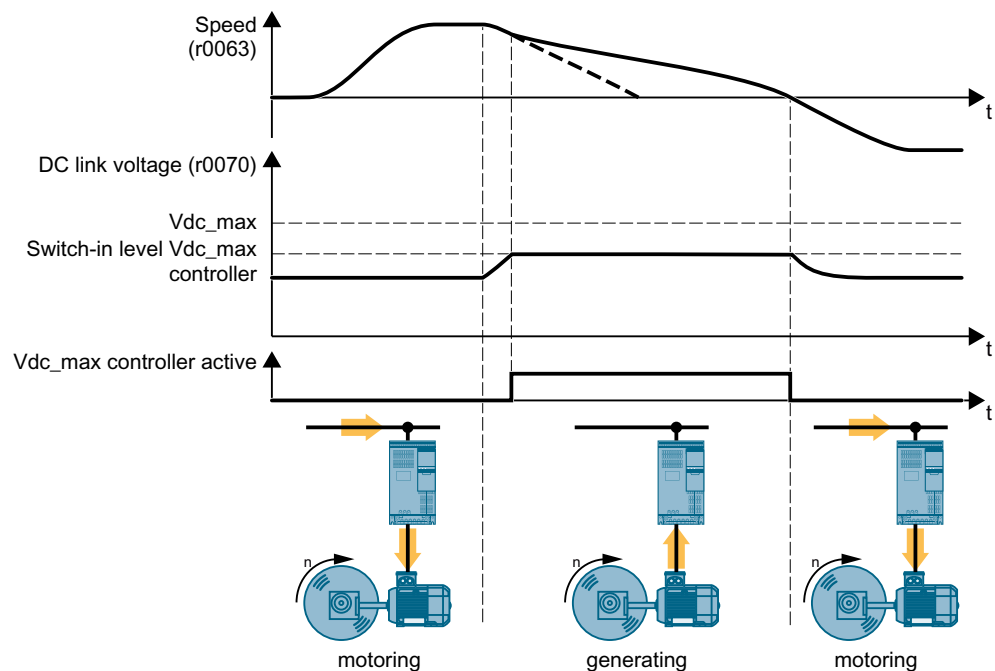 Speed
(r0063)
t
DC link voltage (r0070)
Vdc_max
Switch-in level Vdc_max
controller
t
Vdc_max controller active
t
n
n
n
motoring
generating
motoring